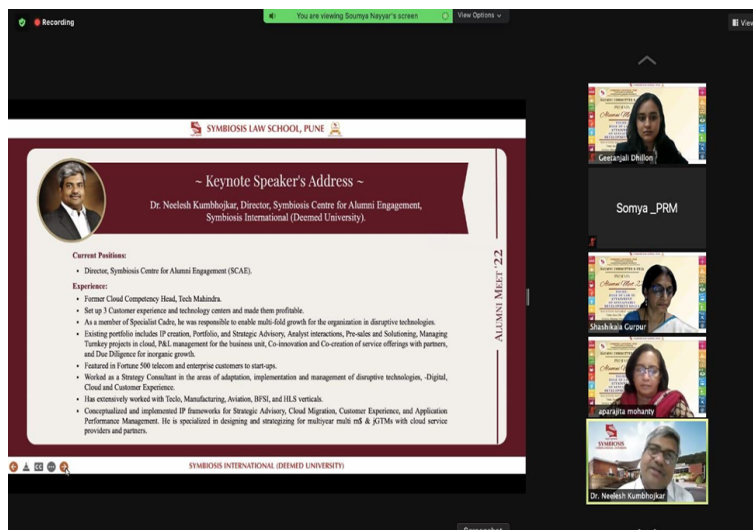 Recording
You are viewing Soumya Nayyar's screen
View Options
View
SYMBIOSIS LAW SCHOOL, PUNE
~ Keynote Speaker's Address ~
Dr. Neelesh Kumbhojkar, Director, Symbiosis Centre for Alumni Engagement,
Symbiosis International (Deemed University).
ALUMNI MEET '22
Current Positions:
• Director, Symbiosis Centre for Alumni Engagement (SCAE).
Experience:
• Former Cloud Competency Head, Tech Mahindra.
• Set up 3 Customer experience and technology centers and made them profitable.
• As a member of Specialist Cadre, he was responsible to enable multi-fold growth for the organization in disruptive technologies.
• Existing portfolio includes IP creation, Portfolio, and Strategic Advisory, Analyst interactions, Pre-sales and Solutioning, Managing
Turnkey projects in cloud, P&L management for the business unit, Co-innovation and Co-creation of service offerings with partners,
and Due Diligence for inorganic growth.
• Featured in Fortune 500 telecom and enterprise customers to start-ups.
• Worked as a Strategy Consultant in the areas of adaptation, implementation and management of disruptive technologies, -Digital,
Cloud and Customer Experience.
• Has extensively worked with Teclo, Manufacturing, Aviation, BFSI, and HLS verticals.
• Conceptualized and implemented IP frameworks for Strategic Advisory, Cloud Migration, Customer Experience, and Application
Performance Management. He is specialized in designing and strategizing for multiyear multi m$ & jGTMs with cloud service
providers and partners.
SYMBIOSIS INTERNATIONAL (DEEMED UNIVERSITY)
CC
Alumni Meet
Geetanjali Dhillon
Somya _PRM
Alumni Meet
Shashikala Gurpur
Alumni Meet
aparajita mohanty
SYMBIOSIS
Dr. Neelesh Kumbhojkar